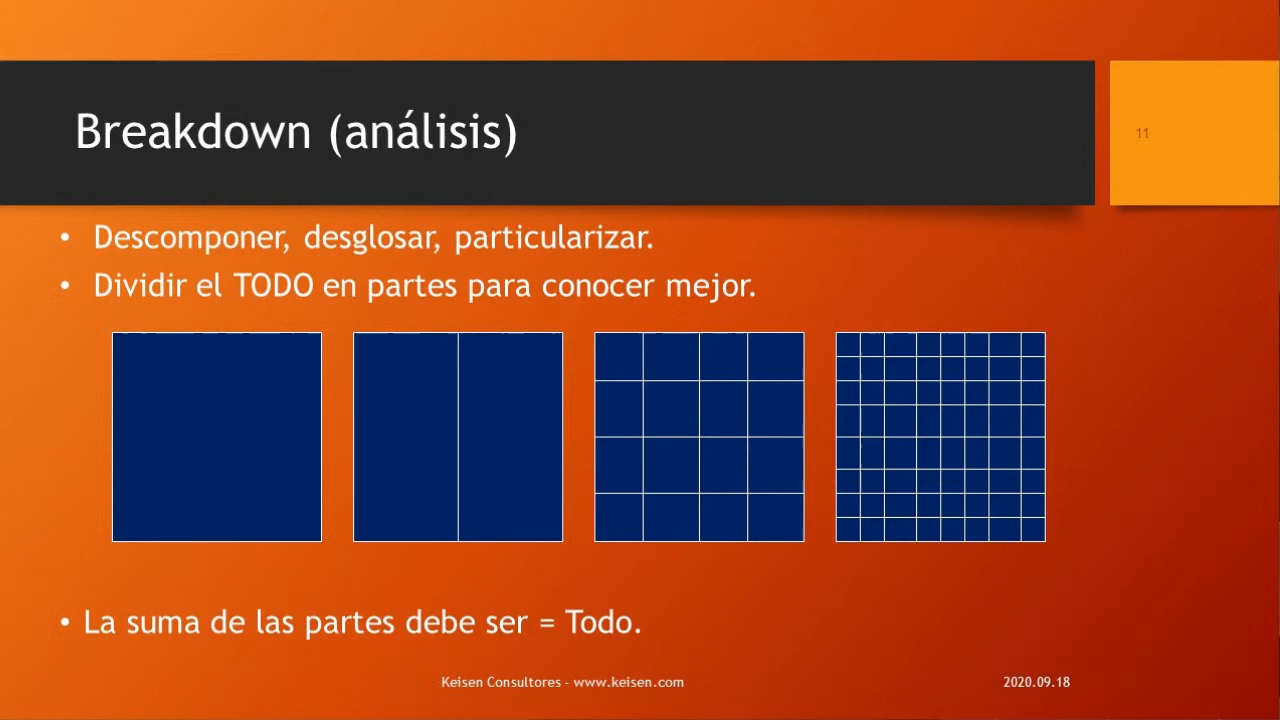 Breakdown (análisis)
11
• Descomponer, desglosar, particularizar.
• Dividir el TODO en partes para conocer mejor.
• La suma de las partes debe ser = Todo.
Keisen Consultores - www.keisen.com
2020.09.18